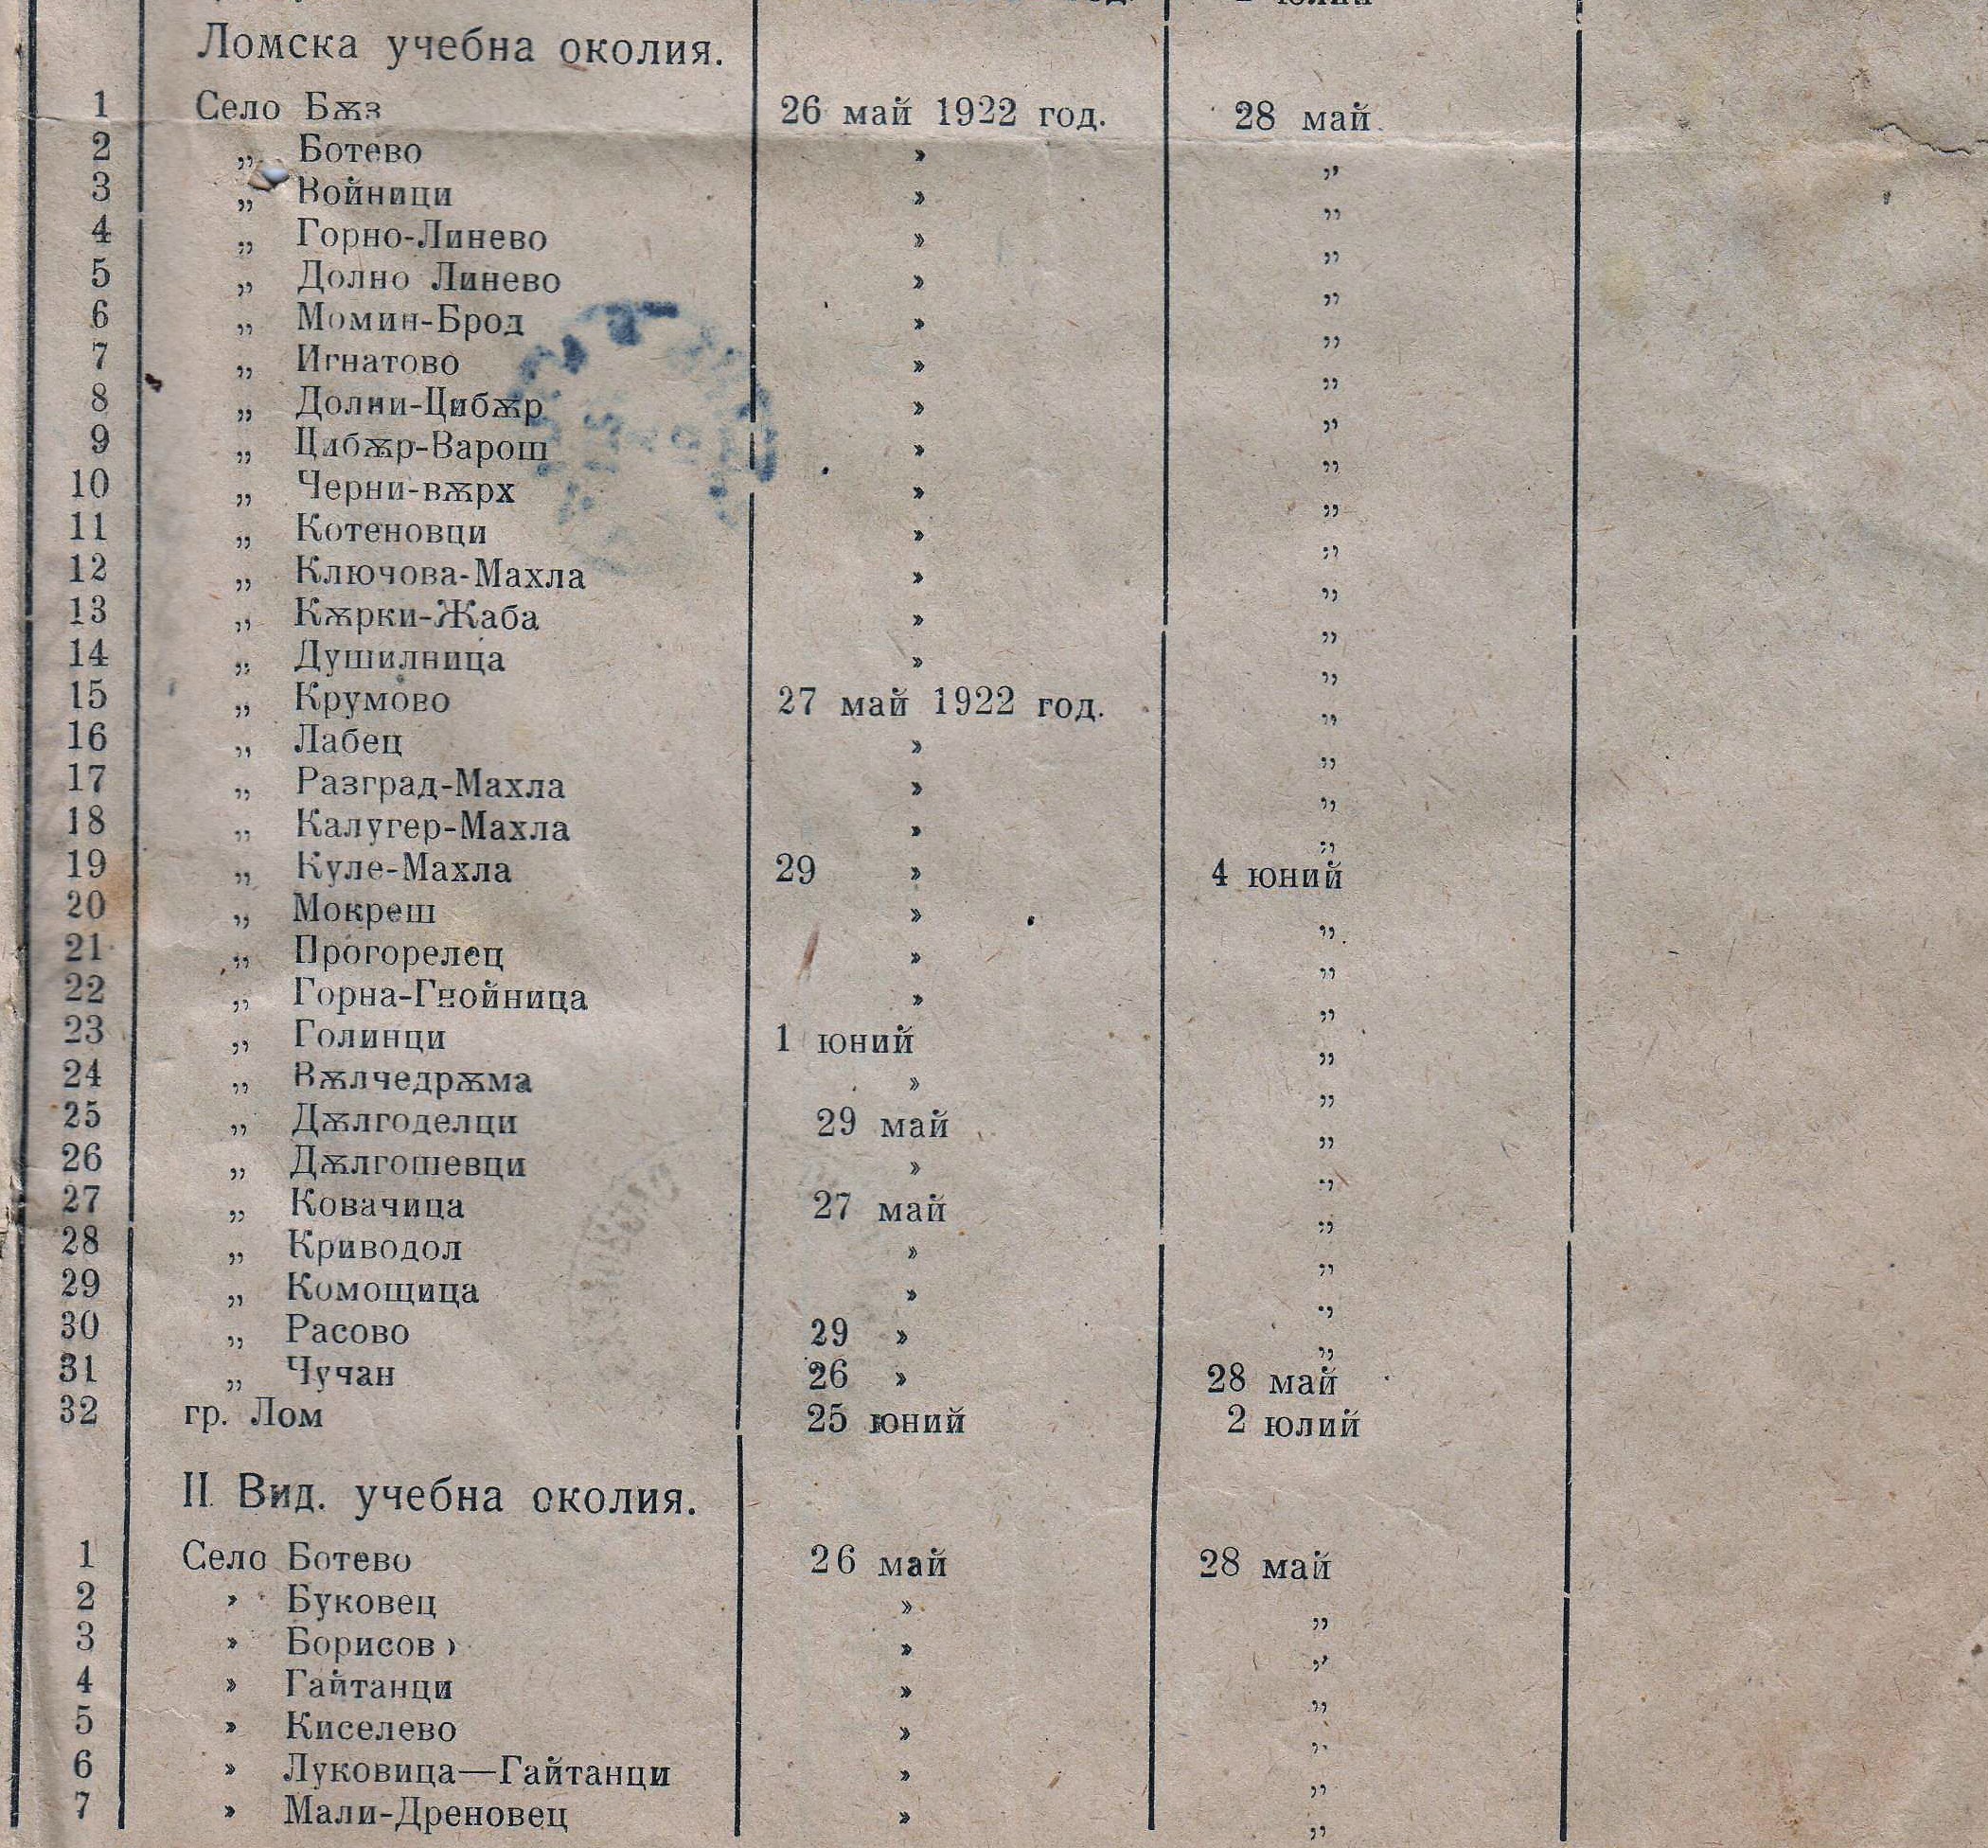 Ломска учебна околия.
1 Село Бѫз 26 май 1922 год. 28 май
2 „ Ботево » „
3 „ Войници » „
4 „ Горно-Линево » „
5 „ Долно Линево » „
6 „ Момин-Брод » „
7 „ Игнатово » „
8 „ Долни-Цибѫр » „
9 „ Цибѫр-Варош » „
10 „ Черни-вѫрх » „
11 „ Котеновци » „
12 „ Ключова-Махла » „
13 „ Кѫрки-Жаба » „
14 „ Душилница » „
15 „ Крумово 27 май 1922 год. „
16 „ Лабец » „
17 „ Разград-Махла » „
18 „ Калугер-Махла » „
19 „ Куле-Махла 29 » 4 юний
20 „ Мокреш » „
21 „ Прогорелец » „
22 „ Горна-Гнойница » „
23 „ Голинци 1 юний „
24 „ Вѫлчедрѫма » „
25 „ Дѫлгоделци 29 май „
26 „ Дѫлгошевци » „
27 „ Ковачица 27 май „
28 „ Криводол » „
29 „ Комощица » „
30 „ Расово 29 » „
31 „ Чучан 26 » 28 май
32 гр. Лом 25 юний 2 юлий
II. Вид. учебна околия.
1 Село Ботево 26 май 28 май
2 » Буковец » „
3 » Борисово » „
4 » Гайтанци » „
5 » Киселево » „
6 » Луковица—Гайтанци » „
7 » Мали-Дреновец » „